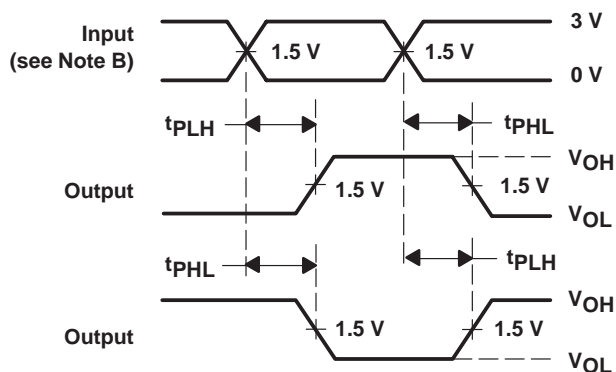 3 V
Input
(see Note B)
1.5 V
1.5 V
0 V
tPLH
tPHL
VOH
Output
1.5 V
1.5 V
VOL
tPHL
tPLH
VOH
Output
1.5 V
1.5 V
VOL